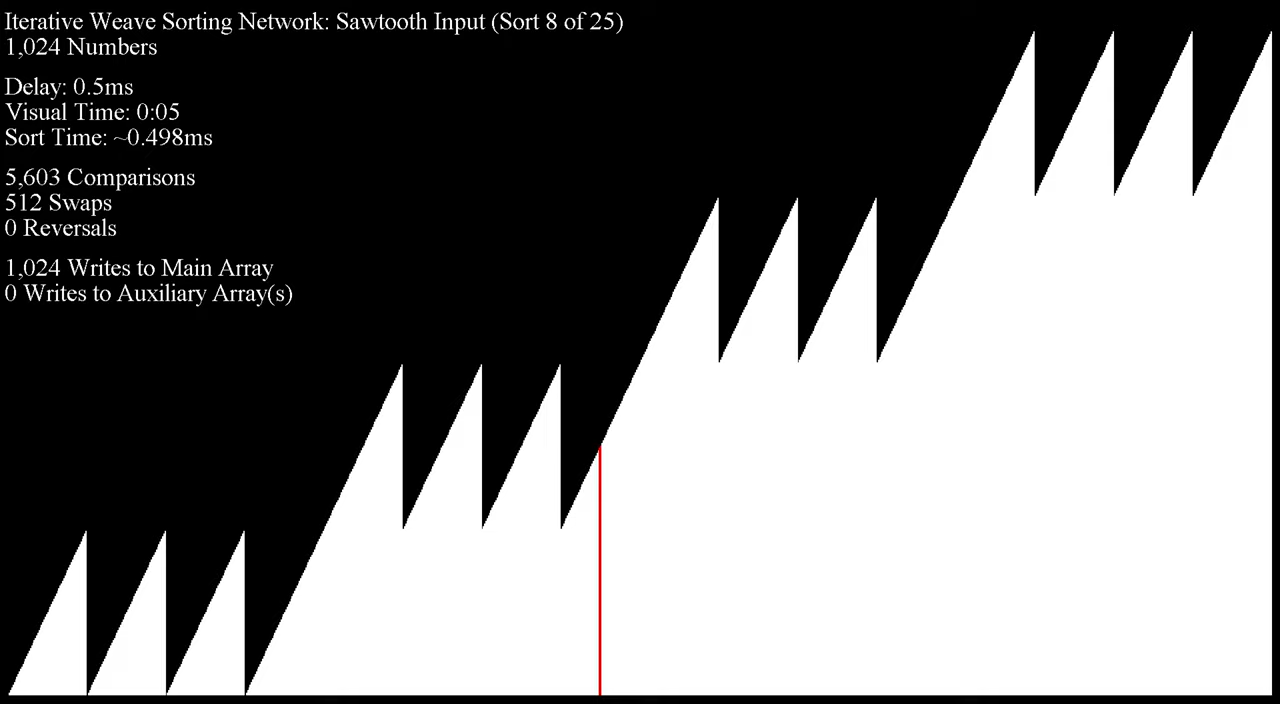 Iterative Weave Sorting Network: Sawtooth Input (Sort 8 of 25)
1,024 Numbers
Delay: 0.5ms
Visual Time: 0:05
Sort Time: ~0.498ms
5,603 Comparisons
512 Swaps
0 Reversals
1,024 Writes to Main Array
0 Writes to Auxiliary Array(s)